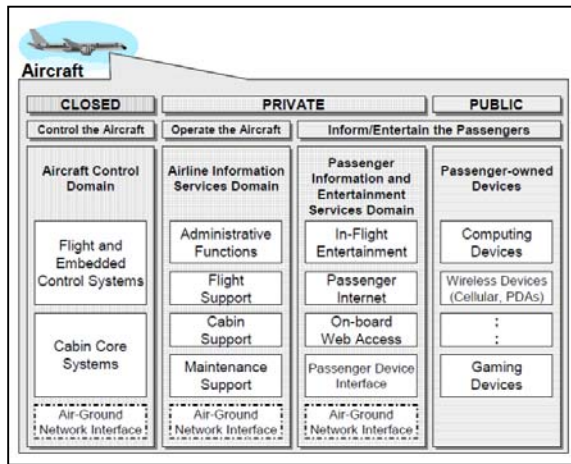 Aircraft
CLOSED
PRIVATE
PUBLIC
Control the Aircraft
Operate the Aircraft
Inform/Entertain the Passengers
Aircraft Control
Domain
Flight and
Embedded
Control Systems
Cabin Core
Systems
Air-Ground
Network Interface
Airline Information
Services Domain
Administrative
Functions
Flight
Support
Cabin
Support
Maintenance
Support
Air-Ground
Network Interface
Passenger
Information and
Entertainment
Services Domain
In-Flight
Entertainment
Passenger
Internet
On-board
Web Access
Passenger Device
Interface
Air-Ground
Network Interface
Passenger-owned
Devices
Computing
Devices
Wireless Devices
(Cellular, PDAs)
:
:
Gaming
Devices